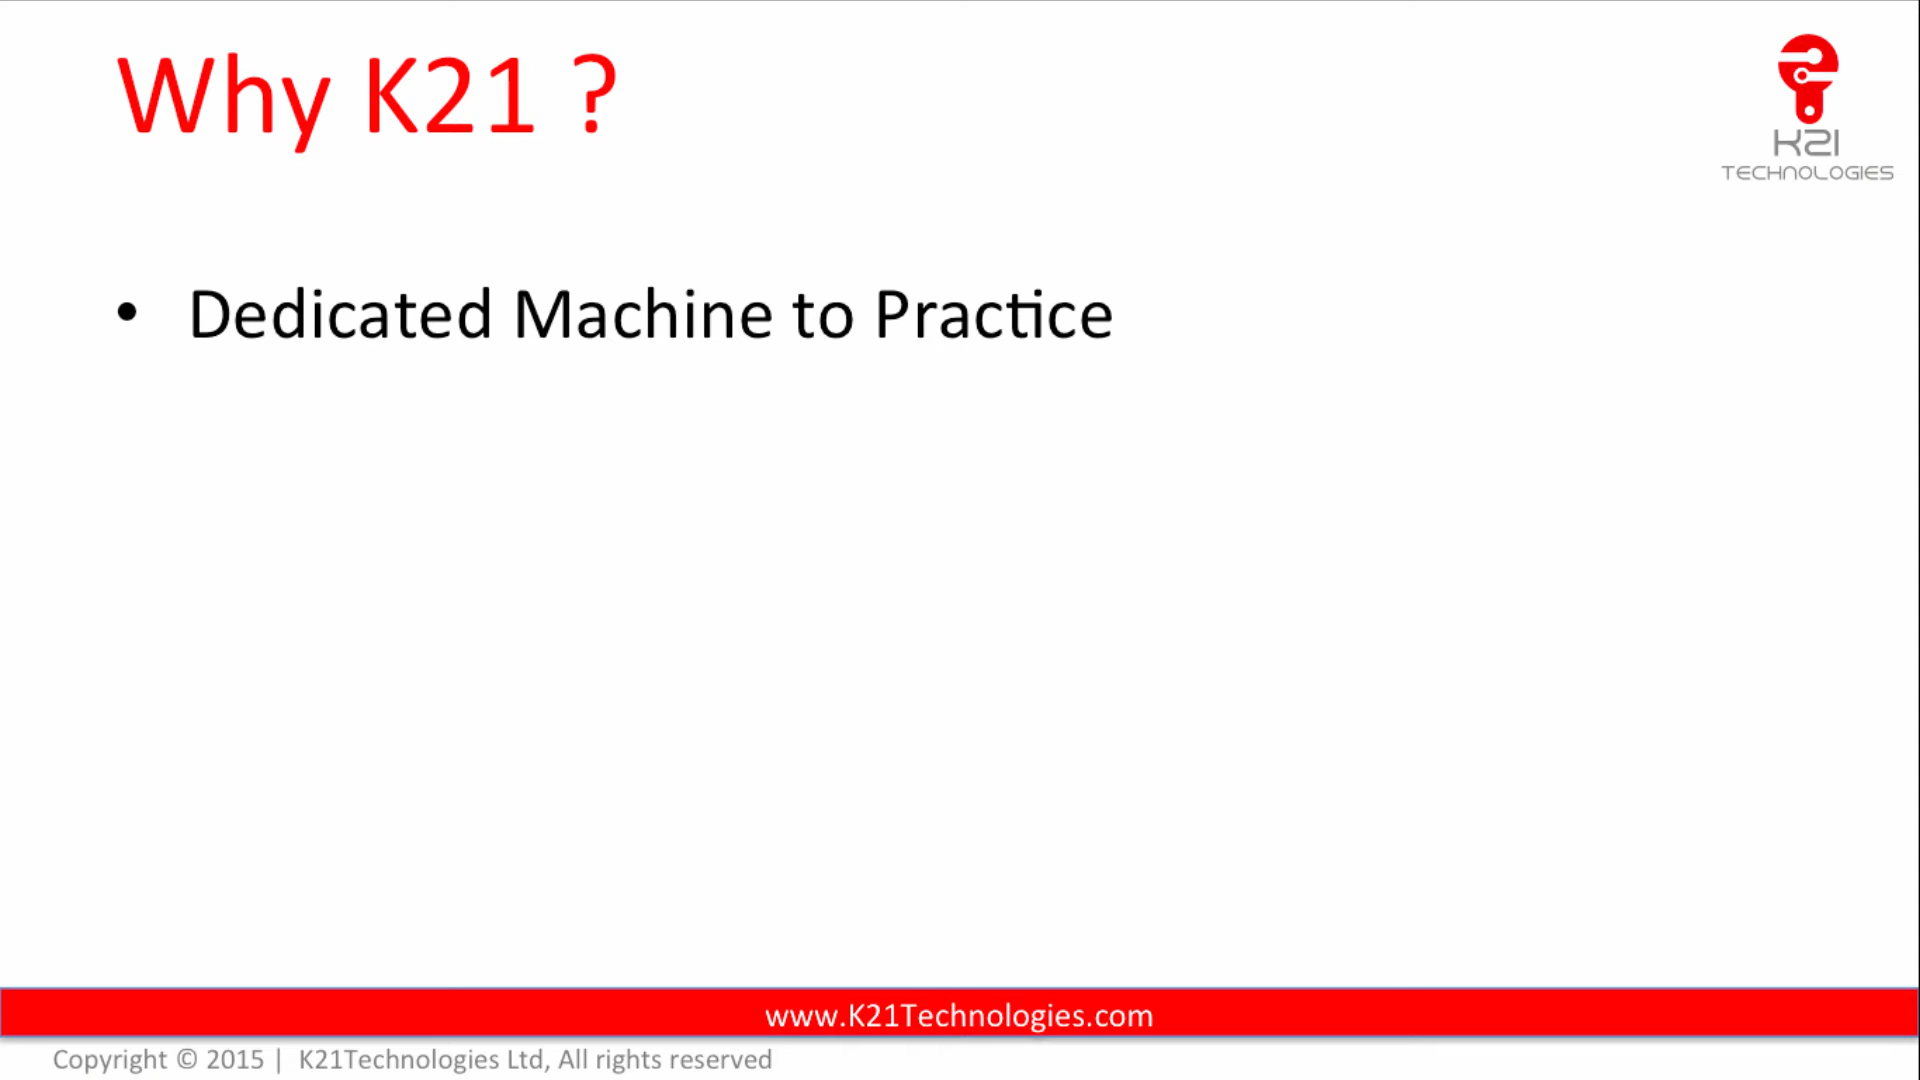 Why K21 ?
K21
TECHNOLOGIES
• Dedicated Machine to Practice
www.K21Technologies.com
Copyright © 2015 | K21Technologies Ltd, All rights reserved